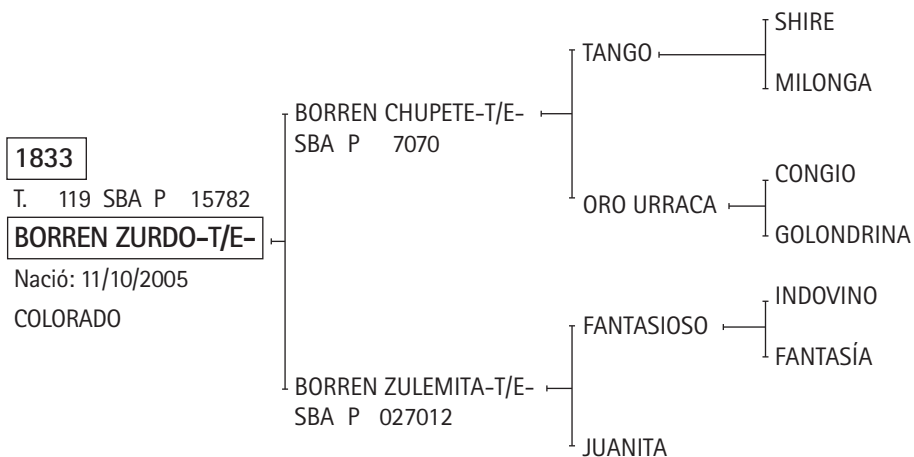 1833
T. 119 SBA P 15782
BORREN ZURDO-T/E-
Nació: 11/10/2005
COLORADO
BORREN CHUPETE-T/E-
SBA P 7070
BORREN ZULEMITA-T/E-
SBA P 027012
TANGO
ORO URRACA
FANTASIOSO
JUANITA
SHIRE
MILONGA
CONGIO
GOLONDRINA
INDOVINO
FANTASÍA